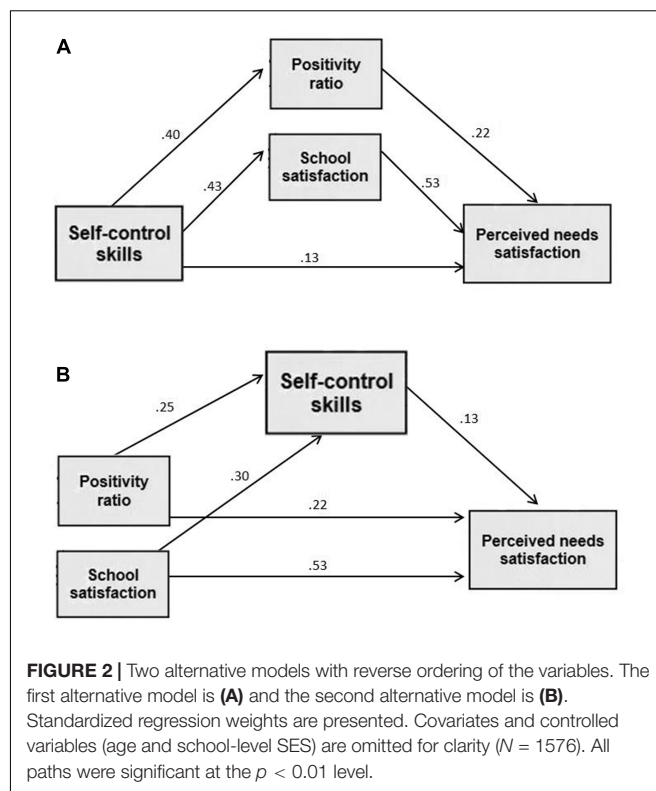 A
Positivity
ratio
.40
.22
School
satisfaction
.43
.53
Self-control
skills
Perceived needs
satisfaction
.13
B
Self-control
skills
.25
.13
Positivity
ratio
.30
.22
Perceived needs
satisfaction
School
satisfaction
.53
FIGURE 2 | Two alternative models with reverse ordering of the variables. The
first alternative model is (A) and the second alternative model is (B).
Standardized regression weights are presented. Covariates and controlled
variables (age and school-level SES) are omitted for clarity (N = 1576). All
paths were significant at the p < 0.01 level.